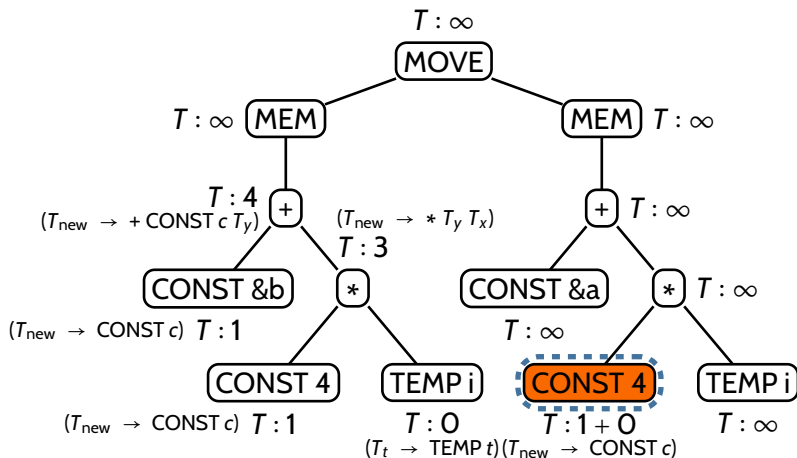 T : ∞
MOVE
T : ∞ MEM MEM T : ∞
T : 4
(T_new → + CONST c T_y) + (T_new → * T_y T_x) + T : ∞
T : 3
CONST &b * CONST &a * T : ∞
(T_new → CONST c) T : 1 T : ∞
CONST 4 TEMP i CONST 4 TEMP i
(T_new → CONST c) T : 1 T : 0 T : 1 + 0 T : ∞
(T_t → TEMP t) (T_new → CONST c)